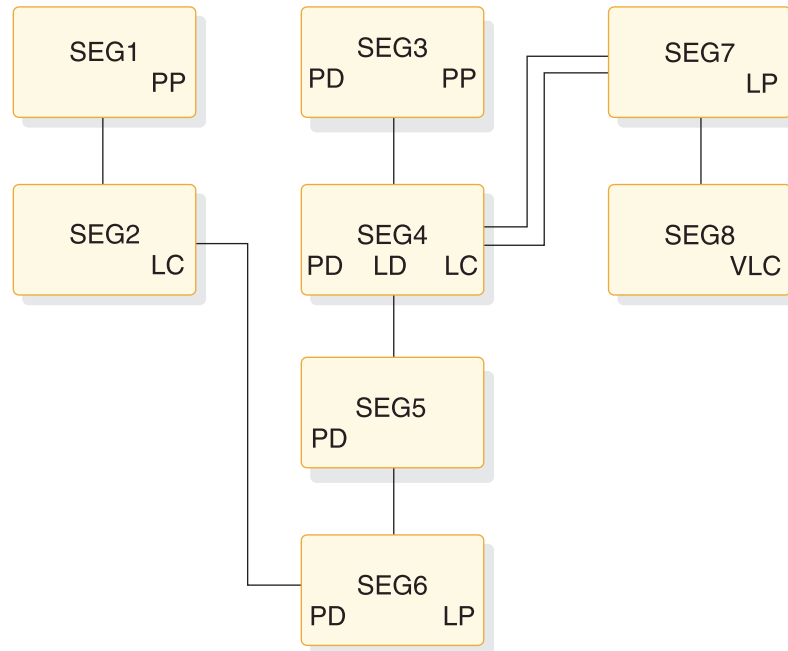 SEG1
PP
SEG3
PD PP
SEG7
LP
SEG2
LC
SEG4
PD LD LC
SEG8
VLC
SEG5
PD
SEG6
PD LP